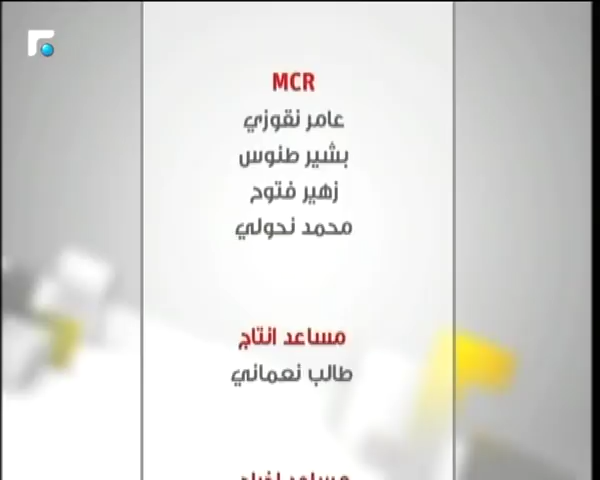 MCR
عامر نقوزي
بشير طنوس
زهير فتوح
محمد نحولي
مساعد انتاج
طالب نعماني